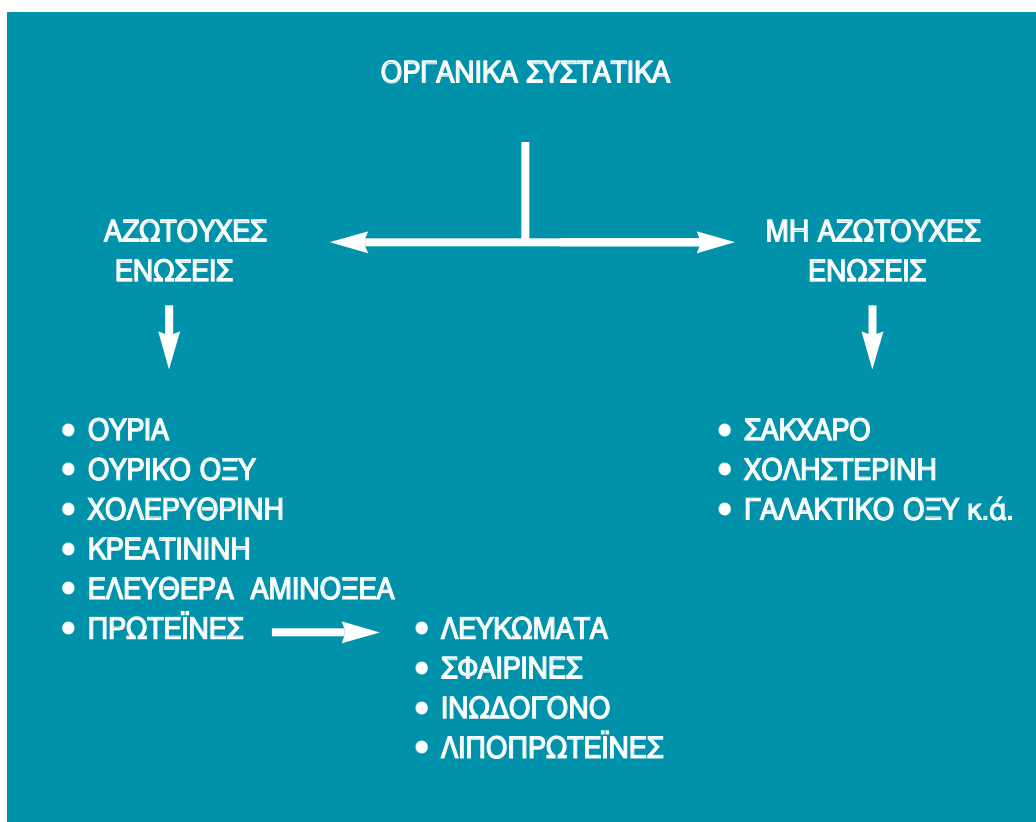 ΟΡΓΑΝΙΚΑ ΣΥΣΤΑΤΙΚΑ
ΑΖΩΤΟΥΧΕΣ
ΕΝΩΣΕΙΣ
ΜΗ ΑΖΩΤΟΥΧΕΣ
ΕΝΩΣΕΙΣ
• ΟΥΡΙΑ
• ΟΥΡΙΚΟ ΟΞΥ
• ΧΟΛΕΡΥΘΡΙΝΗ
• ΚΡΕΑΤΙΝΙΝΗ
• ΕΛΕΥΘΕΡΑ ΑΜΙΝΟΞΕΑ
• ΠΡΩΤΕΪΝΕΣ
• ΛΕΥΚΩΜΑΤΑ
• ΣΦΑΙΡΙΝΕΣ
• ΙΝΩΔΟΓΟΝΟ
• ΛΙΠΟΠΡΩΤΕΪΝΕΣ
• ΣΑΚΧΑΡΟ
• ΧΟΛΗΣΤΕΡΙΝΗ
• ΓΑΛΑΚΤΙΚΟ ΟΞΥ κ.ά.